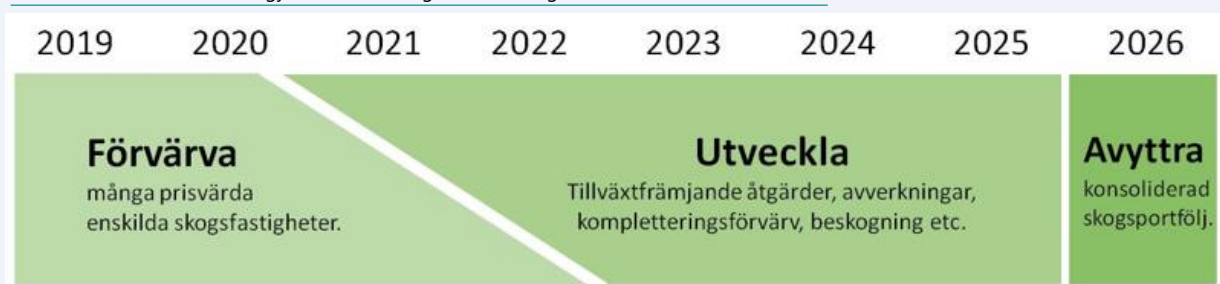 2019 2020 2021 2022 2023 2024 2025 2026
Förvärva
många prisvärda
enskilda skogsfastigheter.
Utveckla
Tillväxtfrämjande åtgärder, avverkningar,
kompletteringsförvärv, beskogning etc.
Avyttra
konsoliderad
skogsportfölj.